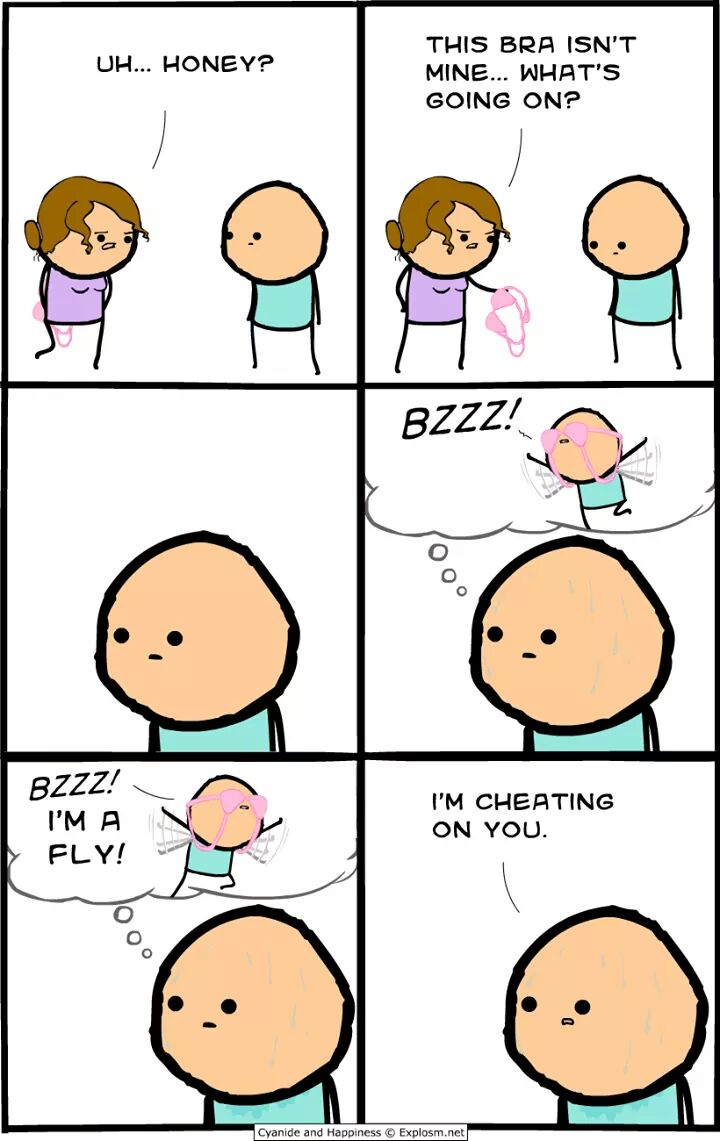 UH... HONEY?
THIS BRA ISN'T
MINE... WHAT'S
GOING ON?
BZZZ!
BZZZ!
I'M A
FLY!
I'M CHEATING
ON YOU.
Cyanide and Happiness © Explosm.net